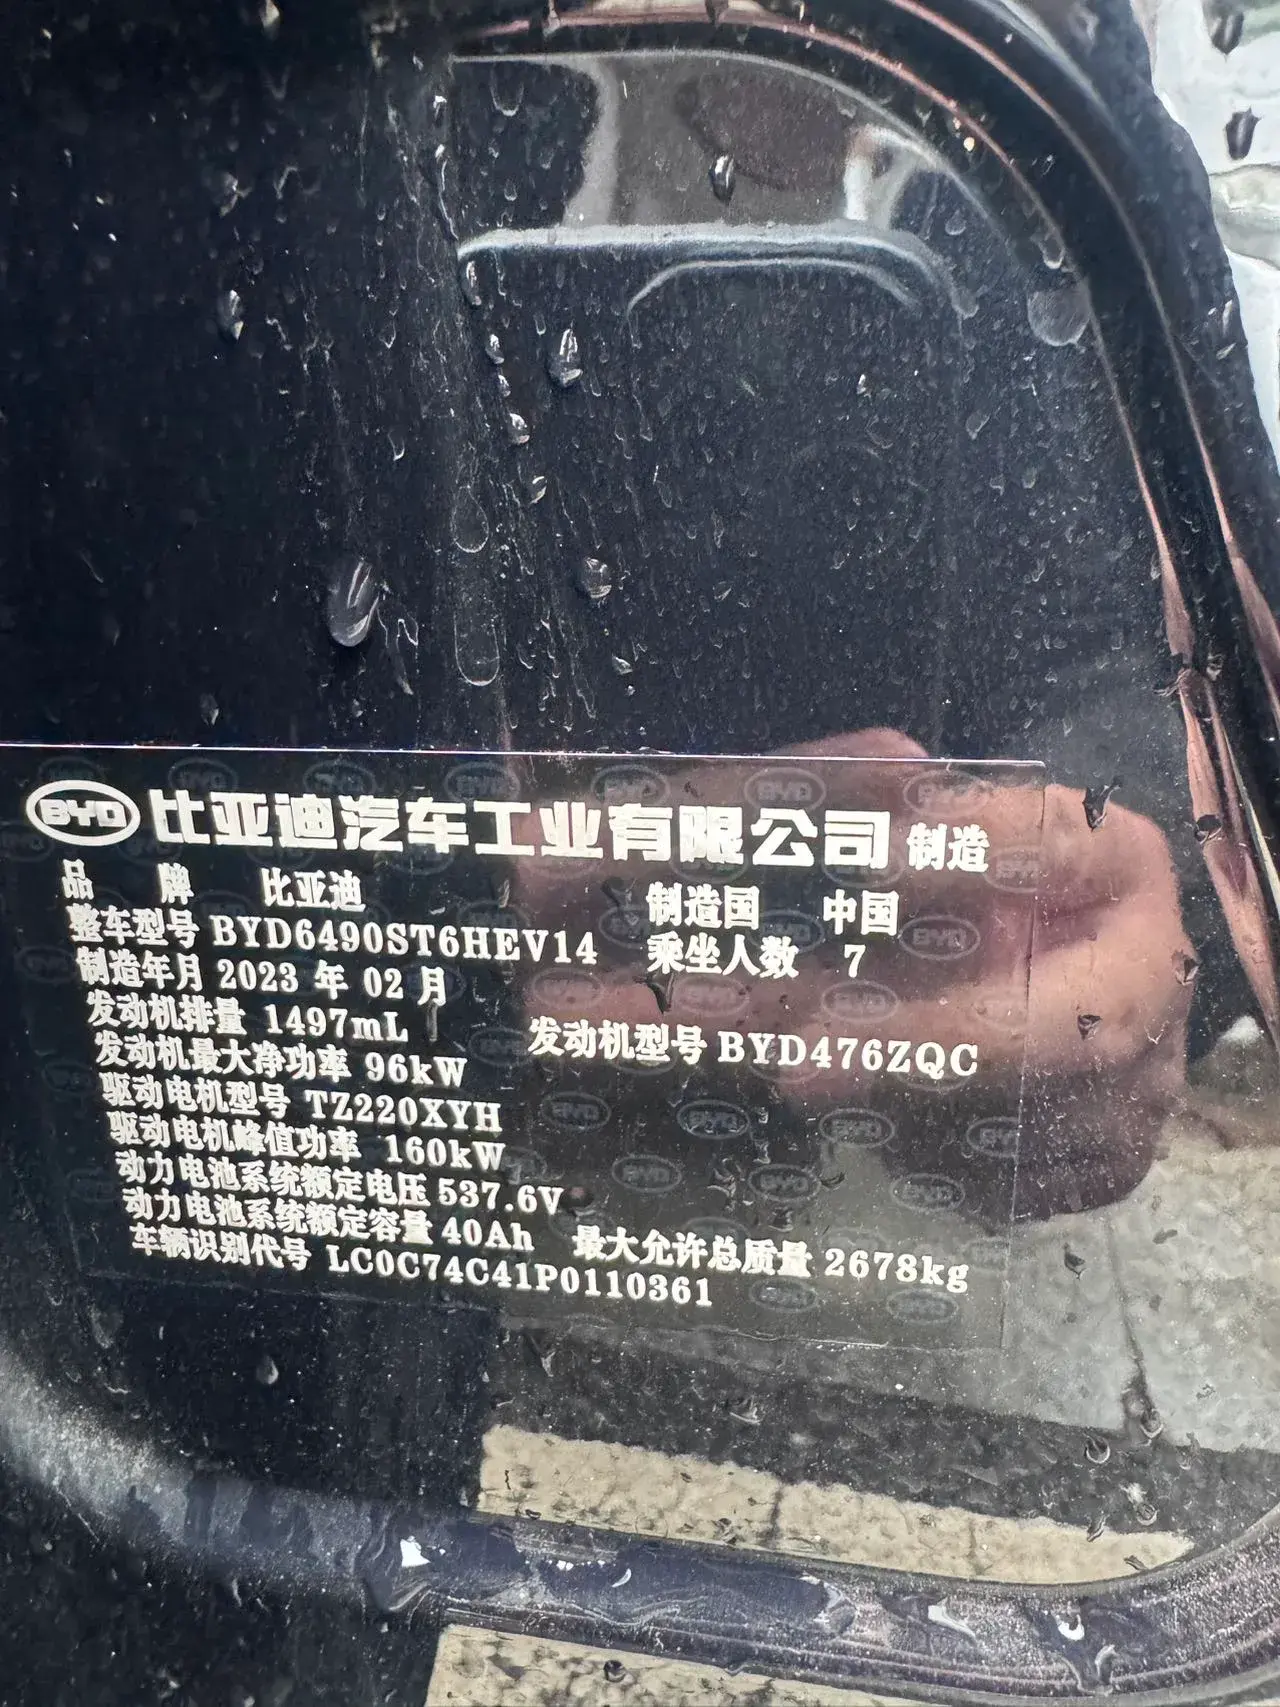 BYD 比亚迪汽车工业有限公司 制造
品 牌 比亚迪 制造国 中国
整车型号 BYD6490ST6HEV14 乘坐人数 7
制造年月 2023 年 02 月
发动机排量 1497mL 发动机型号 BYD476ZQC
发动机最大净功率 96kW
驱动电机型号 TZ220XYH
驱动电机峰值功率 160kW
动力电池系统额定电压 537.6V
动力电池系统额定容量 40Ah 最大允许总质量 2678kg
车辆识别代号 LC0C74C41P0110361